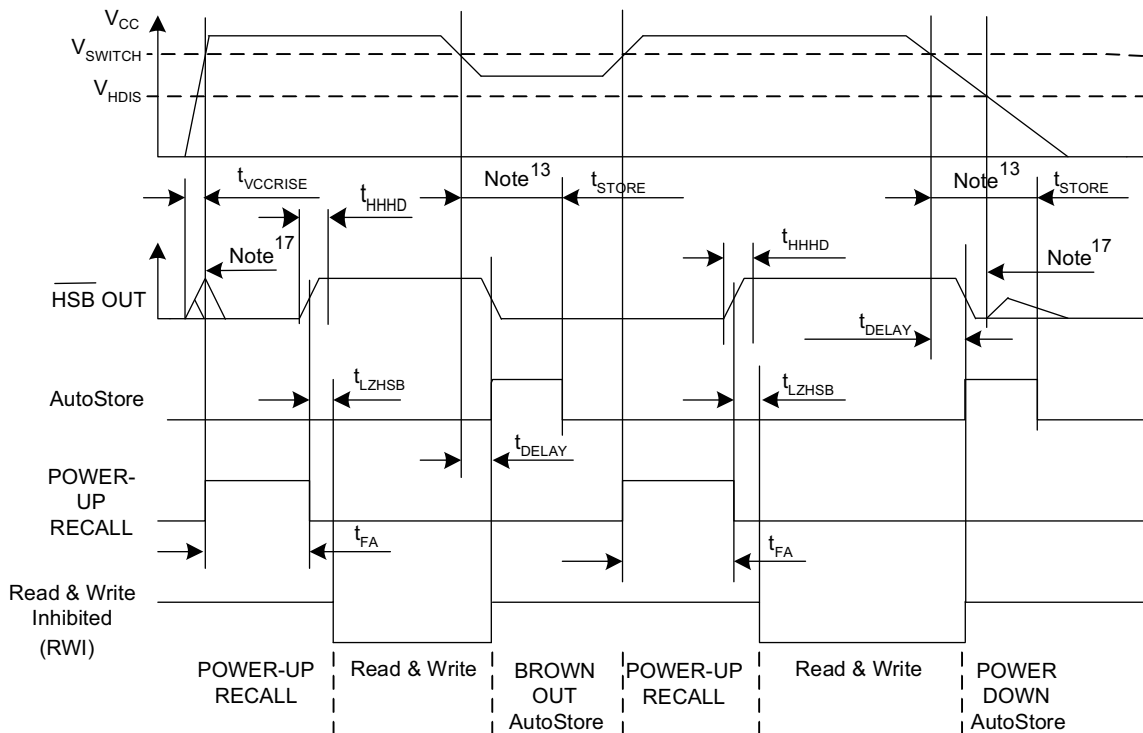 VCC
VSWITCH
VHDIS
tVCCRISE
Note13
tSTORE
Note13
tSTORE
tHHHD
tHHHD
Note17
Note17
HSB OUT
tDELAY
tLZHSB
tLZHSB
AutoStore
tDELAY
POWER-
UP
RECALL
tFA
tFA
Read & Write
Inhibited
(RWI)
POWER-UP
RECALL
Read & Write
BROWN
OUT
AutoStore
POWER-UP
RECALL
Read & Write
POWER
DOWN
AutoStore